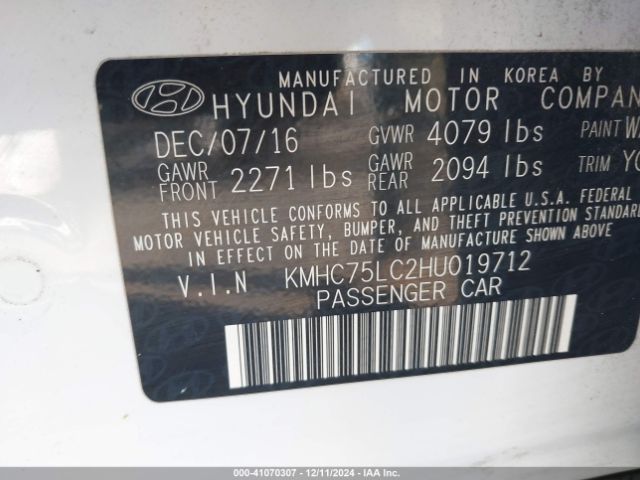 MANUFACTURED IN KOREA BY
HYUNDAI MOTOR COMPAN
DEC/07/16 GVWR 4079 lbs PAINT W
GAWR FRONT 2271 lbs GAWR REAR 2094 lbs TRIM YO
THIS VEHICLE CONFORMS TO ALL APPLICABLE U.S.A. FEDERAL
MOTOR VEHICLE SAFETY, BUMPER, AND THEFT PREVENTION STANDARD
IN EFFECT ON THE DATE OF MANUFACTURE SHOWN ABOVE
V.I.N KMHC75LC2HU019712
PASSENGER CAR
000-41070307 - 12/11/2024 - IAA Inc.